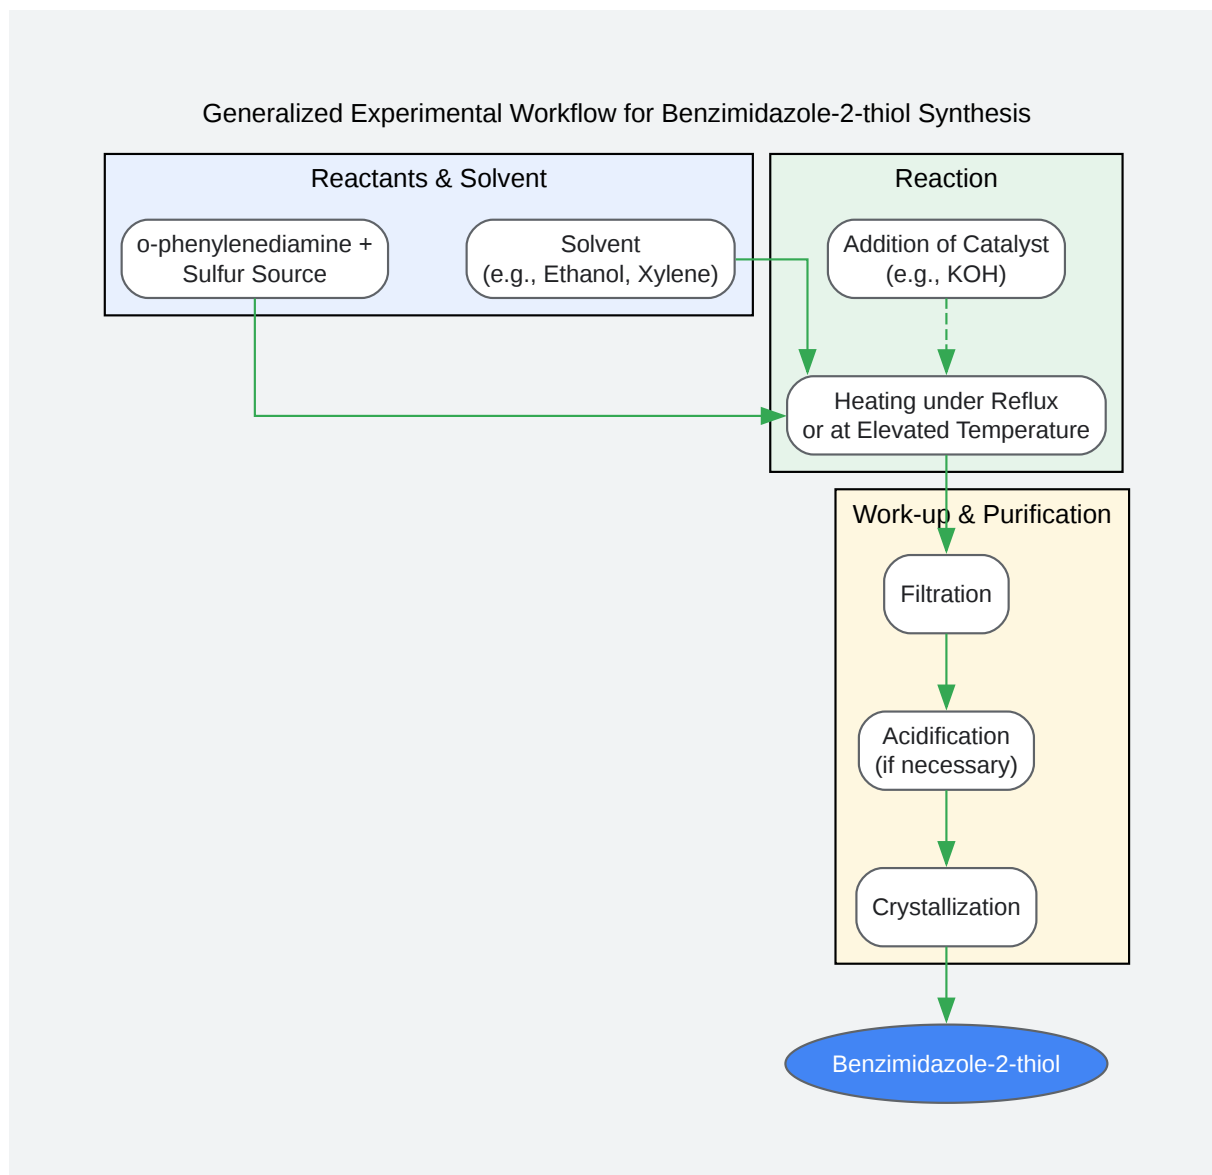 Generalized Experimental Workflow for Benzimidazole-2-thiol Synthesis
Reactants & Solvent
o-phenylenediamine +
Sulfur Source
Solvent
(e.g., Ethanol, Xylene)
Reaction
Addition of Catalyst
(e.g., KOH)
Heating under Reflux
or at Elevated Temperature
Work-up & Purification
Filtration
Acidification
(if necessary)
Crystallization
Benzimidazole-2-thiol